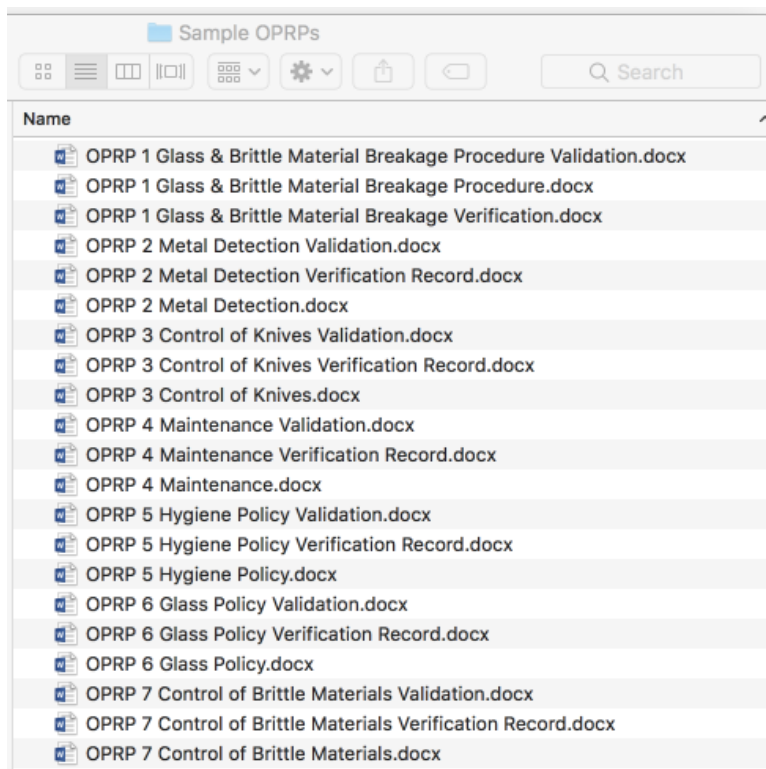 Sample OPRPs
Search
Name
OPRP 1 Glass & Brittle Material Breakage Procedure Validation.docx
OPRP 1 Glass & Brittle Material Breakage Procedure.docx
OPRP 1 Glass & Brittle Material Breakage Verification.docx
OPRP 2 Metal Detection Validation.docx
OPRP 2 Metal Detection Verification Record.docx
OPRP 2 Metal Detection.docx
OPRP 3 Control of Knives Validation.docx
OPRP 3 Control of Knives Verification Record.docx
OPRP 3 Control of Knives.docx
OPRP 4 Maintenance Validation.docx
OPRP 4 Maintenance Verification Record.docx
OPRP 4 Maintenance.docx
OPRP 5 Hygiene Policy Validation.docx
OPRP 5 Hygiene Policy Verification Record.docx
OPRP 5 Hygiene Policy.docx
OPRP 6 Glass Policy Validation.docx
OPRP 6 Glass Policy Verification Record.docx
OPRP 6 Glass Policy.docx
OPRP 7 Control of Brittle Materials Validation.docx
OPRP 7 Control of Brittle Materials Verification Record.docx
OPRP 7 Control of Brittle Materials.docx